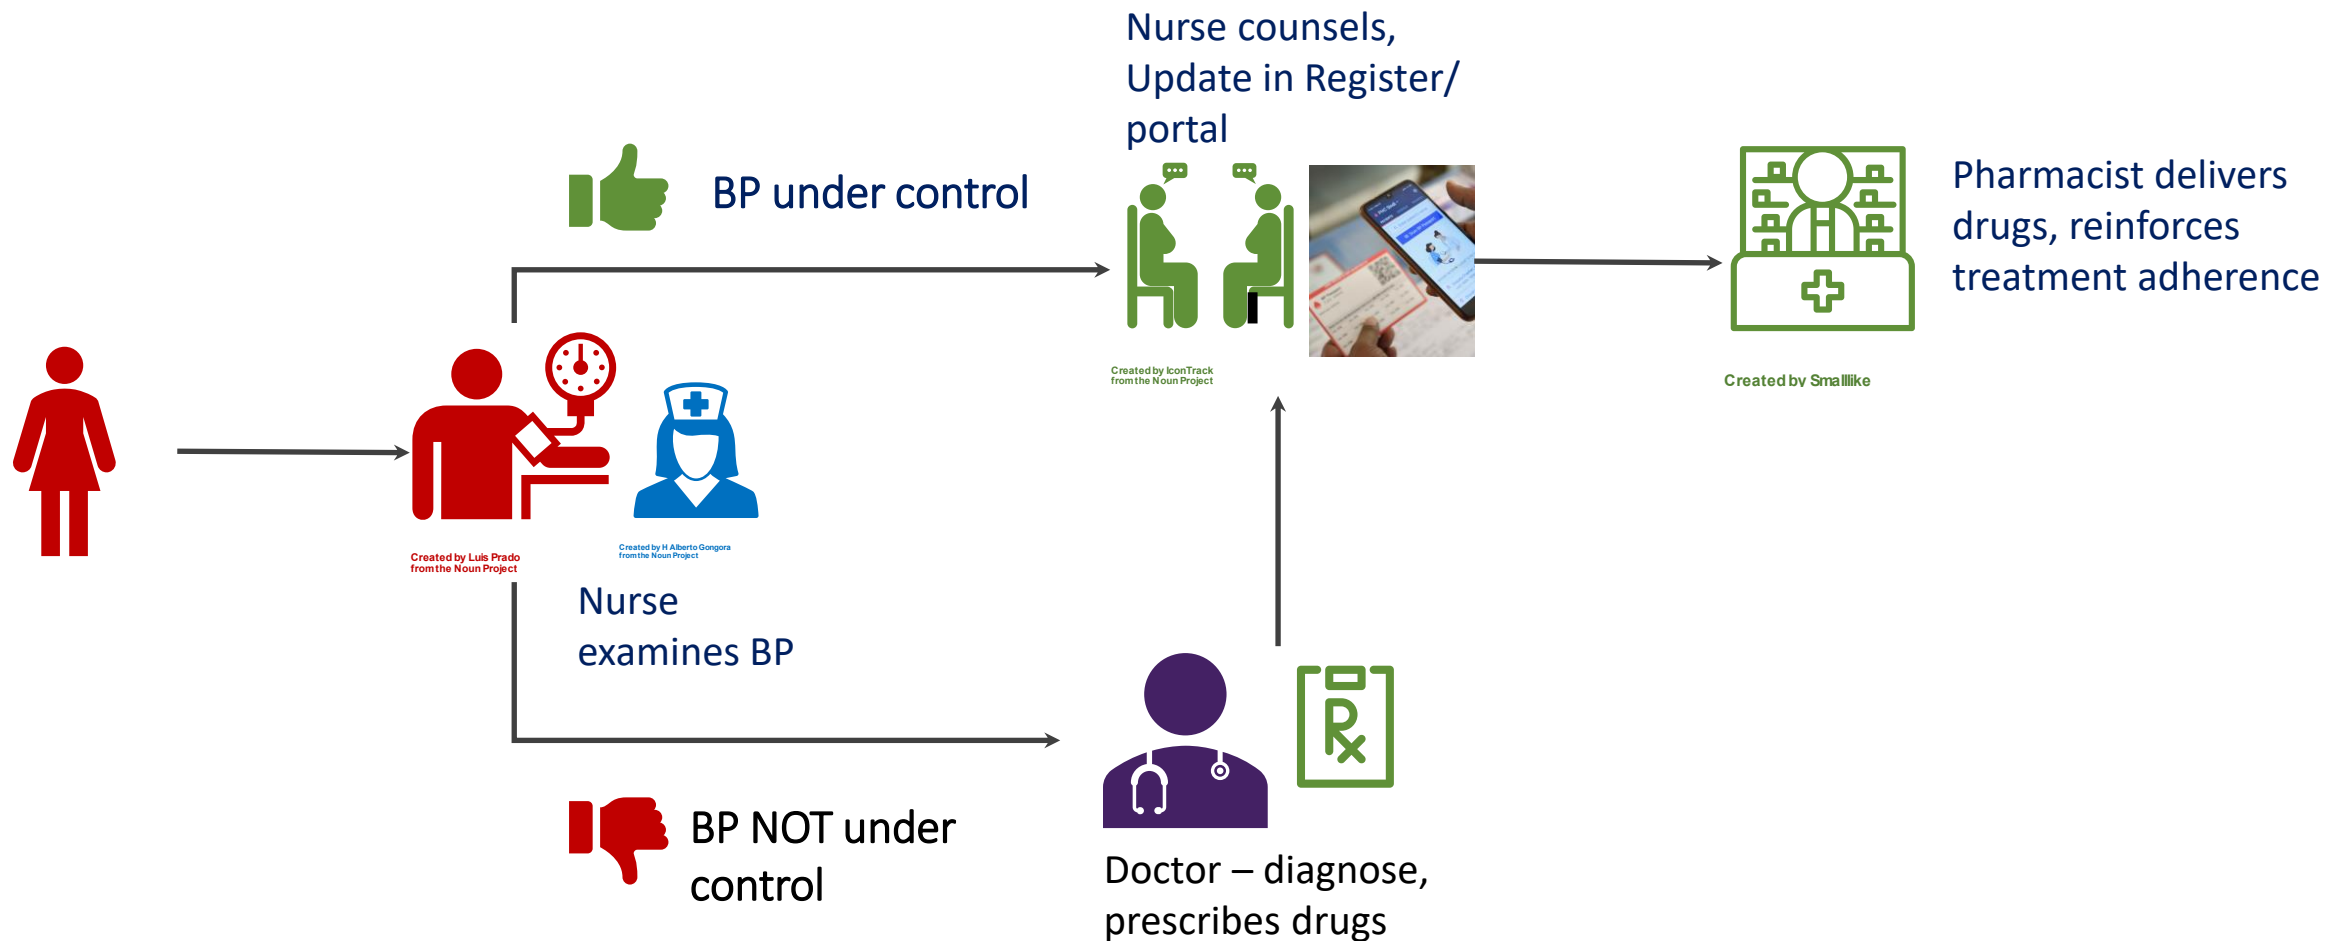 Nurse counsels,
Update in Register/
portal
BP under control
Pharmacist delivers
drugs, reinforces
treatment adherence
Created by IconTrack
from the Noun Project
Created by Smalllike
Created by Luis Prado
from the Noun Project
Created by H Alberto Gongora
from the Noun Project
Nurse
examines BP
Rx
BP NOT under
control
Doctor – diagnose,
prescribes drugs